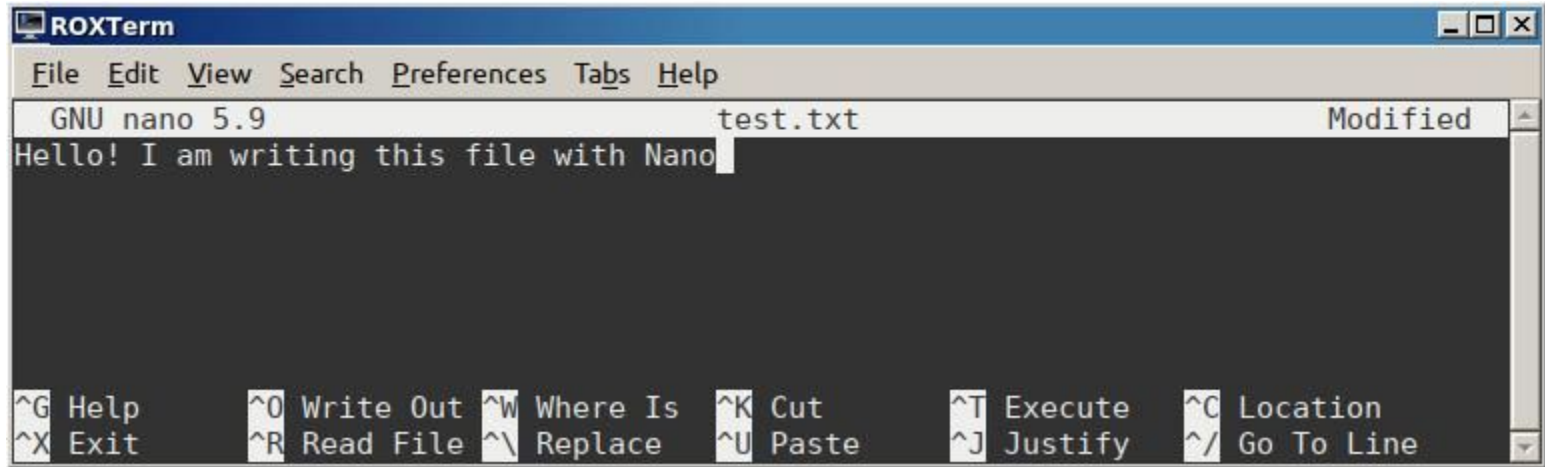 ROXTerm
File Edit View Search Preferences Tabs Help
GNU nano 5.9 test.txt Modified
Hello! I am writing this file with Nano
^G Help ^O Write Out ^W Where Is ^K Cut ^T Execute ^C Location
^X Exit ^R Read File ^\ Replace ^U Paste ^J Justify ^/ Go To Line